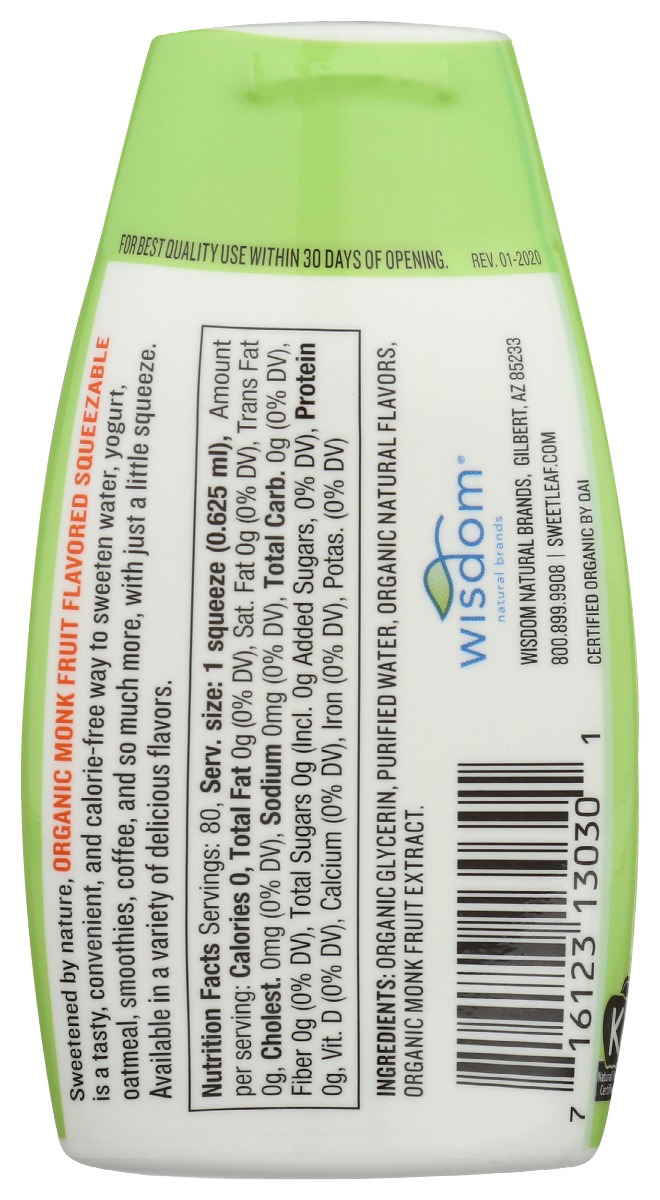 FOR BEST QUALITY USE WITHIN 30 DAYS OF OPENING. REV. 01-2020
Sweetened by nature, ORGANIC MONK FRUIT FLAVORED SQUEEZABLE
is a tasty, convenient, and calorie-free way to sweeten water, yogurt,
oatmeal, smoothies, coffee, and so much more, with just a little squeeze.
Available in a variety of delicious flavors.
Nutrition Facts Servings: 80, Serv. size: 1 squeeze (0.625 ml), Amount
per serving: Calories 0, Total Fat 0g (0% DV), Sat. Fat 0g (0% DV), Trans Fat
0g, Cholest. 0mg (0% DV), Sodium 0mg (0% DV), Total Carb. 0g (0% DV),
Fiber 0g (0% DV), Total Sugars 0g (Incl. 0g Added Sugars, 0% DV), Protein
0g, Vit. D (0% DV), Calcium (0% DV), Iron (0% DV), Potas. (0% DV)
INGREDIENTS: ORGANIC GLYCERIN, PURIFIED WATER, ORGANIC NATURAL FLAVORS,
ORGANIC MONK FRUIT EXTRACT.
wisdom®
natural brands
WISDOM NATURAL BRANDS, GILBERT, AZ 85233
800.899.9908 | SWEETLEAF.COM
CERTIFIED ORGANIC BY QAI
7 16123 13030 1
K